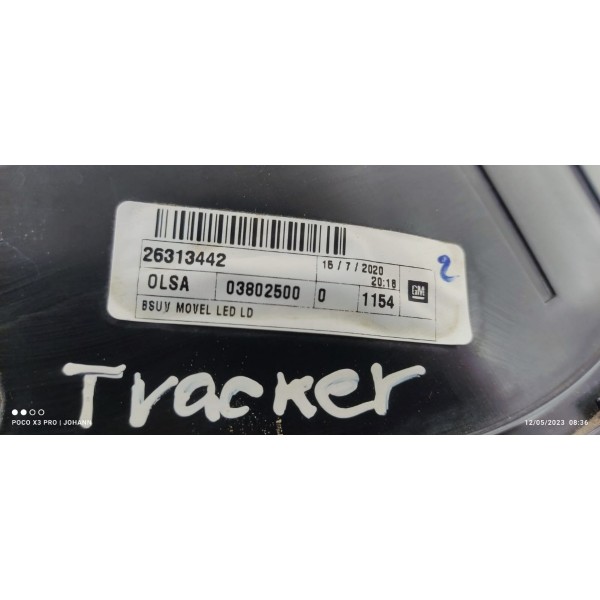 26313442
15 / 7 / 2020
20:18
OLSA 03802500 0 1154 GM
BSUV MOVEL LED LD
2
Tracker
POCO X3 PRO | JOHANN
12/05/2023 08:36